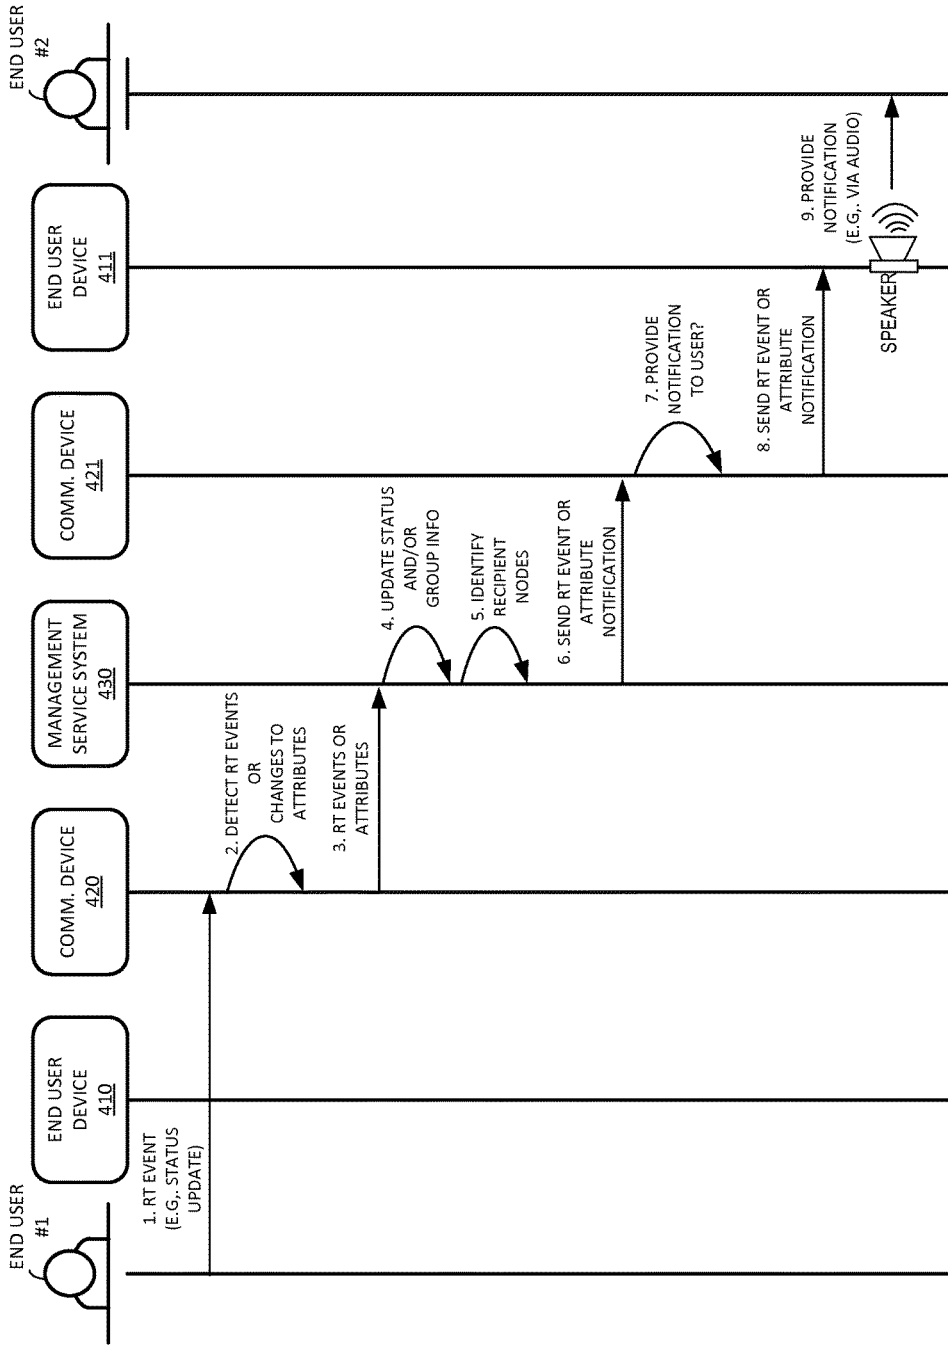 END USER
#1
END USER
DEVICE
410
COMM. DEVICE
420
MANAGEMENT
SERVICE SYSTEM
430
COMM. DEVICE
421
END USER
DEVICE
411
END USER
#2
1. RT EVENT
(E.G,. STATUS
UPDATE)
2. DETECT RT EVENTS
OR
CHANGES TO
ATTRIBUTES
3. RT EVENTS OR
ATTRIBUTES
4. UPDATE STATUS
AND/OR
GROUP INFO
5. IDENTIFY
RECIPIENT
NODES
6. SEND RT EVENT OR
ATTRIBUTE
NOTIFICATION
7. PROVIDE
NOTIFICATION
TO USER?
8. SEND RT EVENT OR
ATTRIBUTE
NOTIFICATION
9. PROVIDE
NOTIFICATION
(E.G,. VIA AUDIO)
SPEAKER